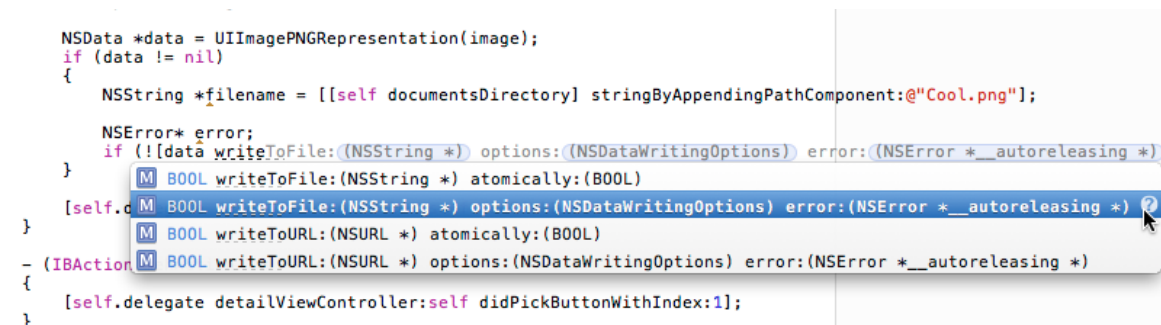 NSData *data = UIImagePNGRepresentation(image);
if (data != nil)
{
NSString *filename = [[self documentsDirectory] stringByAppendingPathComponent:@"Cool.png"];
NSError* error;
if (![data writeToFile:(NSString *) options:(NSDataWritingOptions) error:(NSError *__autoreleasing *)
}
M BOOL writeToFile:(NSString *) atomically:(BOOL)
[self.d M BOOL writeToFile:(NSString *) options:(NSDataWritingOptions) error:(NSError *__autoreleasing *) ?
}
M BOOL writeToURL:(NSURL *) atomically:(BOOL)
- (IBAction M BOOL writeToURL:(NSURL *) options:(NSDataWritingOptions) error:(NSError *__autoreleasing *)
{
[self.delegate detailViewController:self didPickButtonWithIndex:1];
}